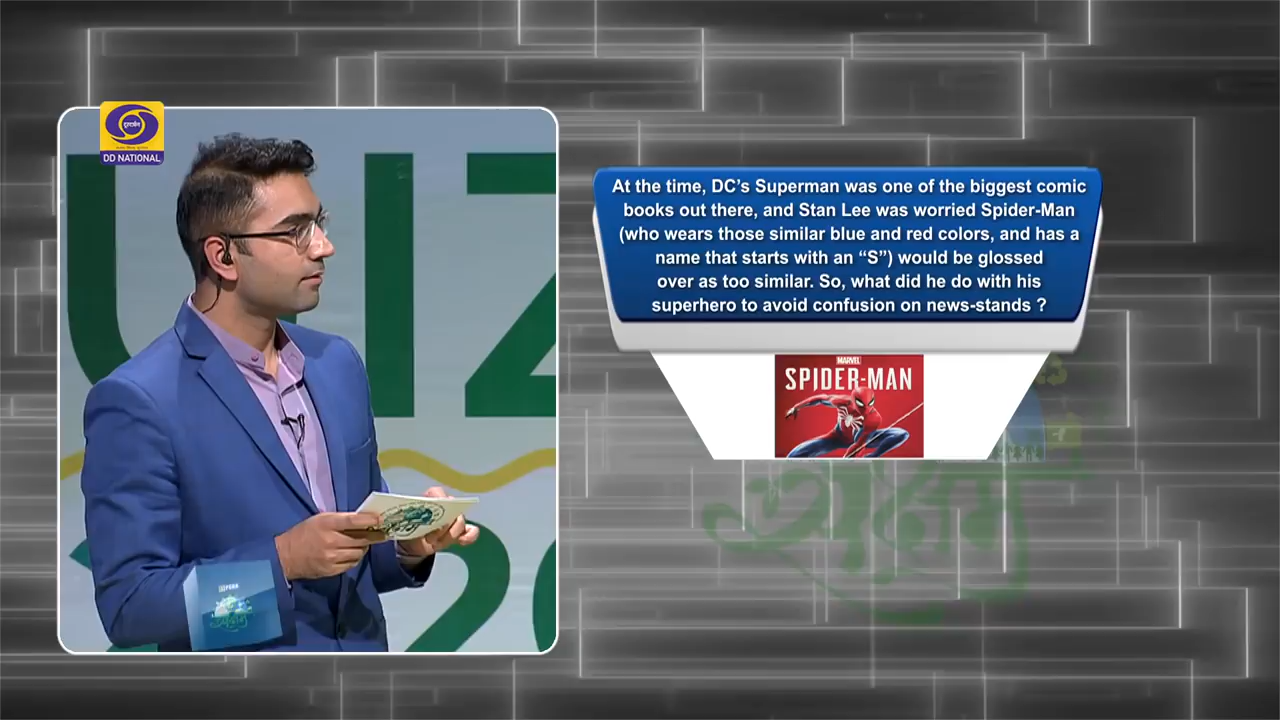 दूरदर्शन
DD NATIONAL
UIZ
At the time, DC’s Superman was one of the biggest comic
books out there, and Stan Lee was worried Spider-Man
(who wears those similar blue and red colors, and has a
name that starts with an “S”) would be glossed
over as too similar. So, what did he do with his
superhero to avoid confusion on news-stands ?
MARVEL
SPIDER-MAN